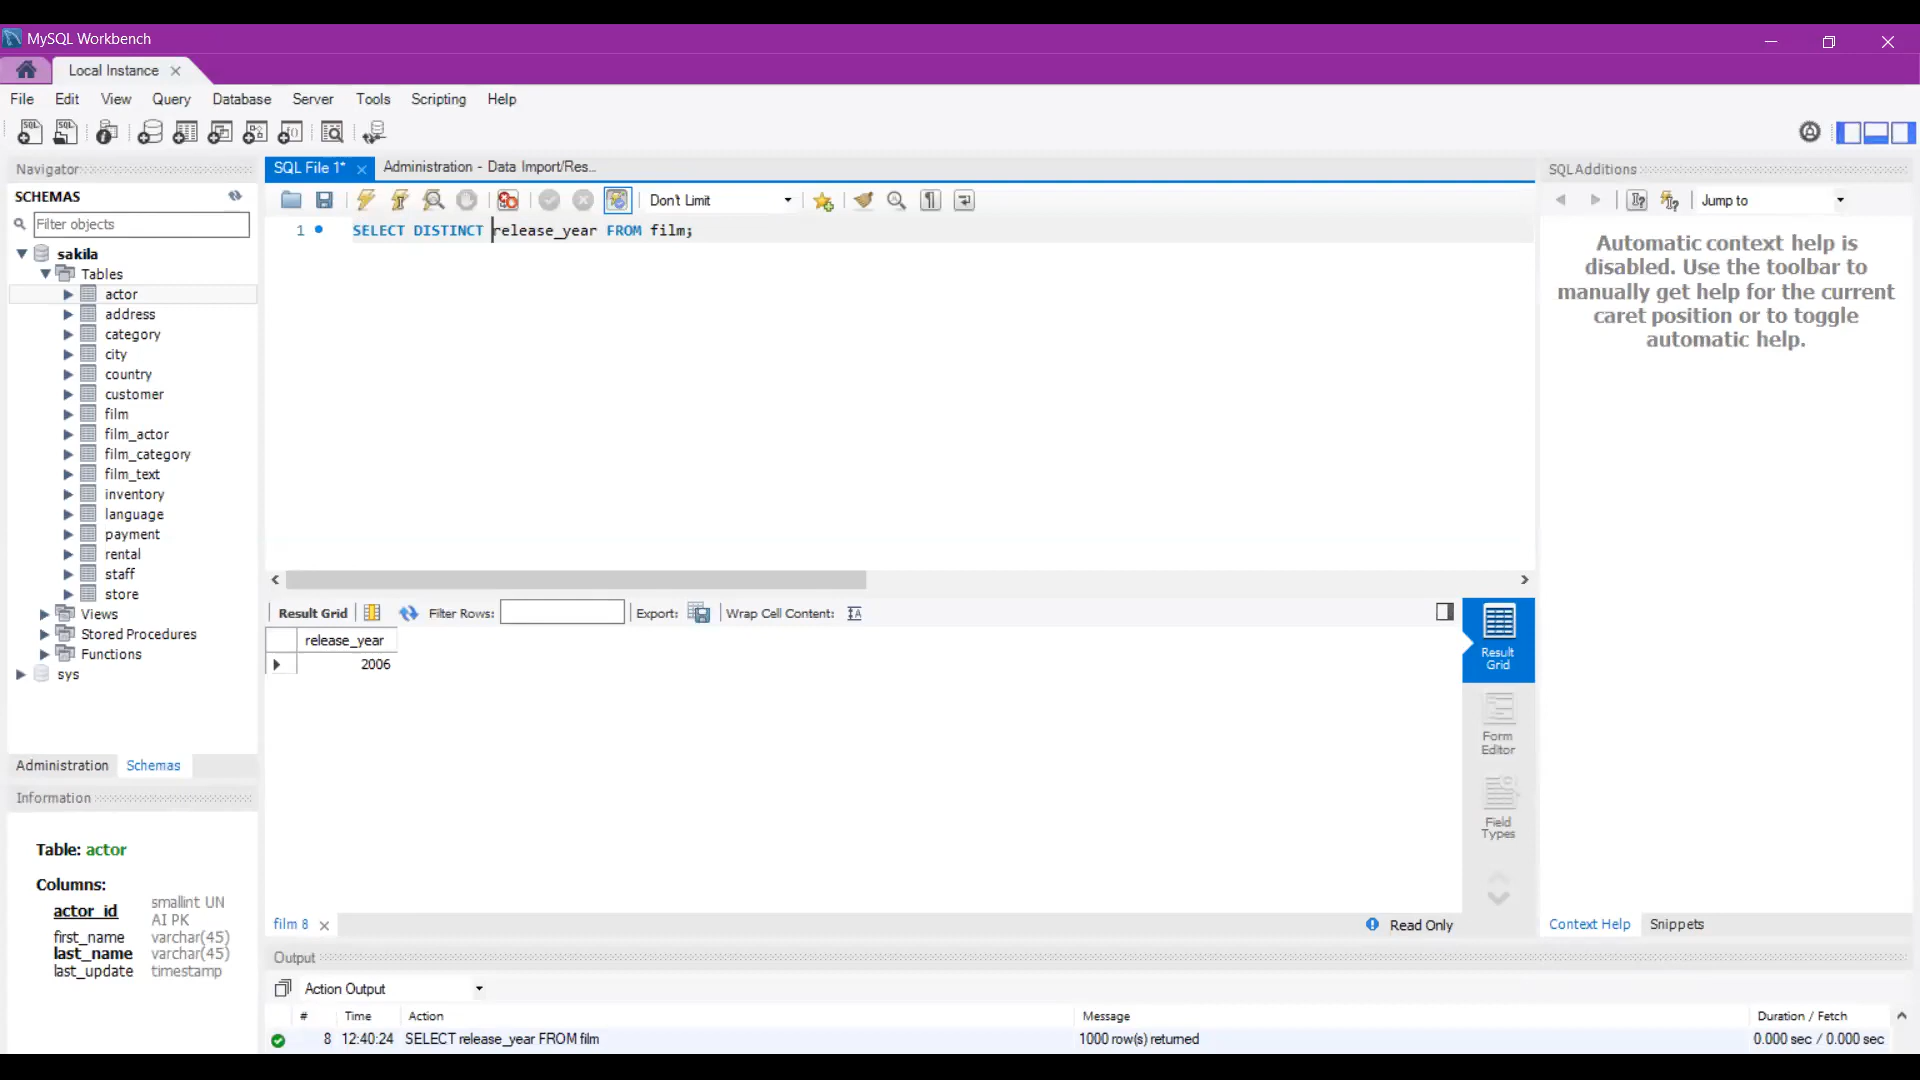 MySQL Workbench
Local Instance
File Edit View Query Database Server Tools Scripting Help
Navigator
SCHEMAS
Filter objects
sakila
Tables
actor
address
category
city
country
customer
film
film_actor
film_category
film_text
inventory
language
payment
rental
staff
store
Views
Stored Procedures
Functions
sys
Administration Schemas
Information
Table: actor
Columns:
actor_id smallint UN AI PK
first_name varchar(45)
last_name varchar(45)
last_update timestamp
SQL File 1* Administration - Data Import/Res...
Don't Limit
1 SELECT DISTINCT release_year FROM film;
Result Grid Filter Rows: Export: Wrap Cell Content:
release_year
2006
Result Grid
Form Editor
Field Types
film 8 Read Only
Output
Action Output
# Time Action Message Duration / Fetch
8 12:40:24 SELECT release_year FROM film 1000 row(s) returned 0.000 sec / 0.000 sec
SQLAdditions
Jump to
Automatic context help is
disabled. Use the toolbar to
manually get help for the current
caret position or to toggle
automatic help.
Context Help Snippets